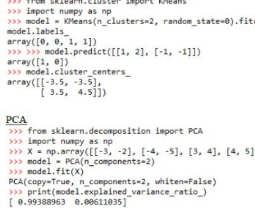 >>> from sklearn.cluster import KMeans
>>> import numpy as np
>>> model = KMeans(n_clusters=2, random_state=0).fit(
model.labels_
array([0, 0, 1, 1])
>>> >>> model.predict([[1, 2], [-1, -1]])
array([1, 0])
>>> model.cluster_centers_
array([[-3.5, -3.5],
[ 3.5, 4.5]])
PCA
>>> from sklearn.decomposition import PCA
>>> import numpy as np
>>> X = np.array([[-3, -2], [-4, -5], [3, 4], [4, 5]
>>> model = PCA(n_components=2)
>>> model.fit(X)
PCA(copy=True, n_components=2, whiten=False)
>>> print(model.explained_variance_ratio_)
[ 0.99388963 0.00611035]